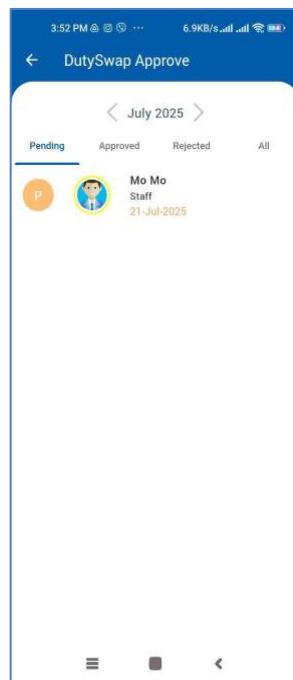 3:52 PM ... 6.9KB/s
DutySwap Approve
July 2025
Pending Approved Rejected All
P
Mo Mo
Staff
21-Jul-2025